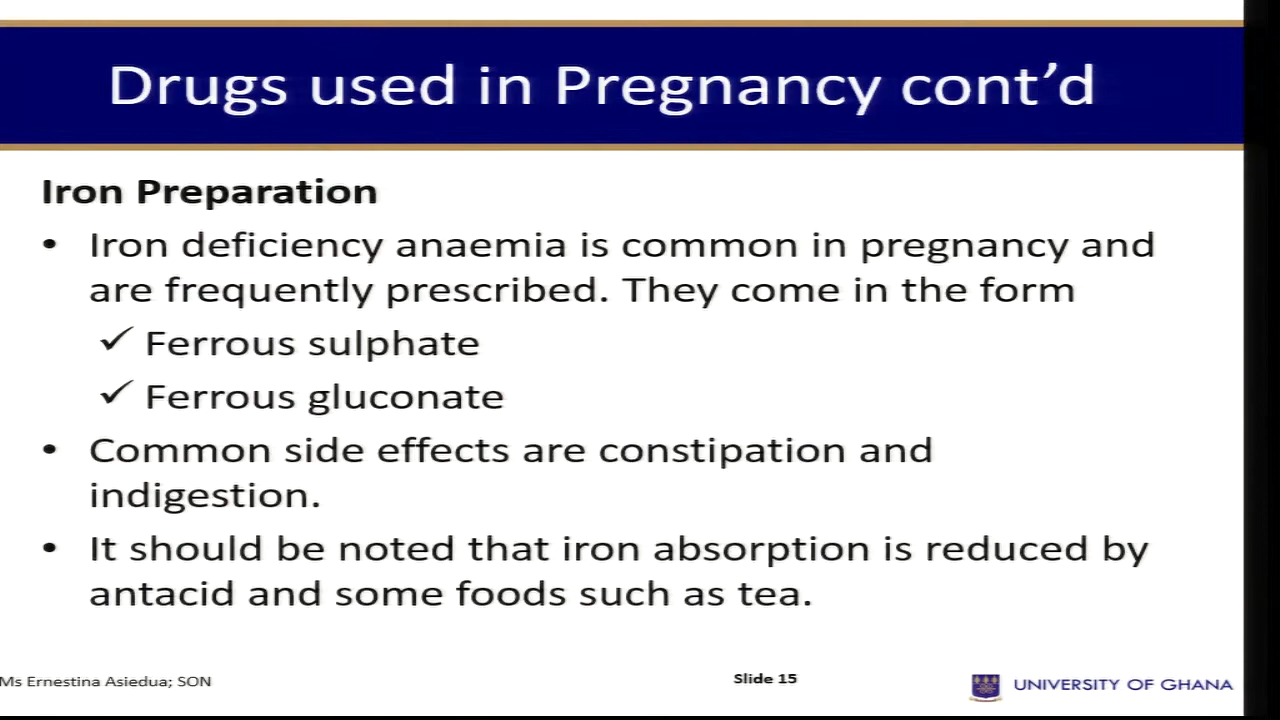 Drugs used in Pregnancy cont’d
Iron Preparation
• Iron deficiency anaemia is common in pregnancy and
are frequently prescribed. They come in the form
✓ Ferrous sulphate
✓ Ferrous gluconate
• Common side effects are constipation and
indigestion.
• It should be noted that iron absorption is reduced by
antacid and some foods such as tea.
Ms Ernestina Asiedua; SON
Slide 15
UNIVERSITY OF GHANA